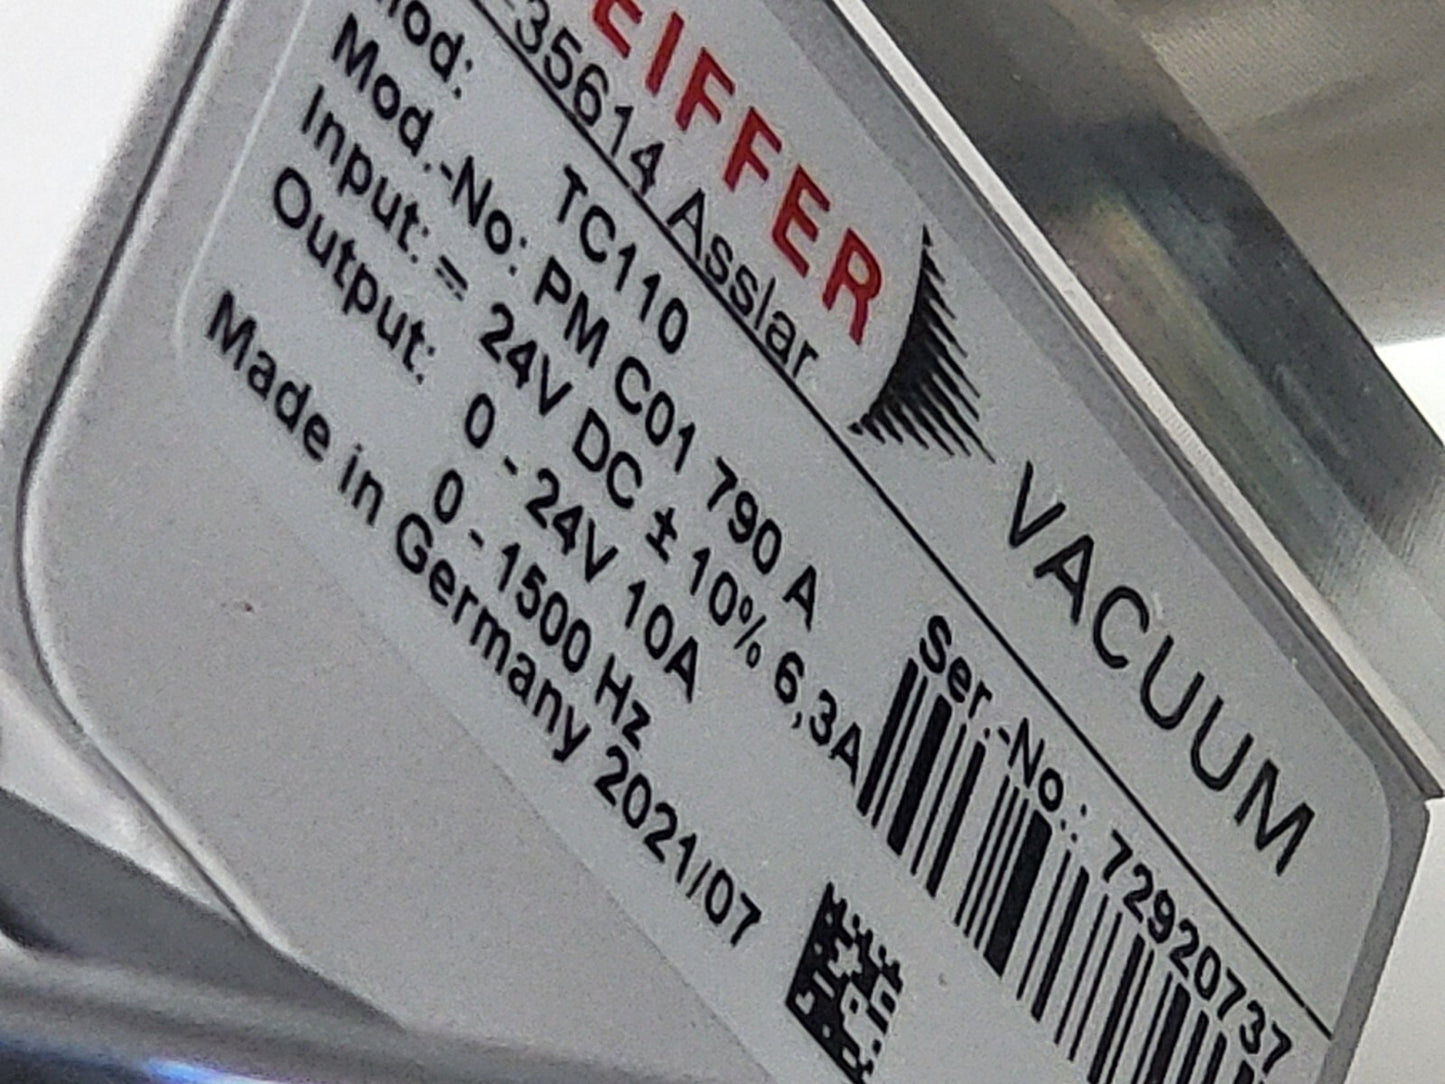 EIFFER VACUUM
-35614 Asslar
Mod: TC110
Mod.-No: PM C01 790 A
Input: = 24V DC ± 10% 6,3A
Output: 0 - 24V 10A
0 - 1500 Hz
Made in Germany 2021/07
Ser.-No.: 72920737